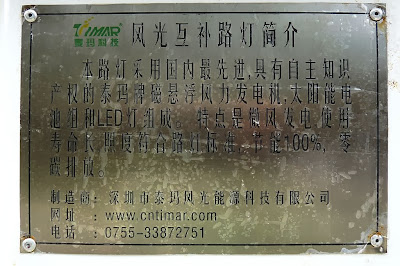 TIMAR
泰玛科技
风光互补路灯简介
本路灯采用国内最先进,具有自主知识
产权的泰玛牌磁悬浮风力发电机,太阳能电
池组和LED灯组成。特点是微风发电,使用
寿命长,照度符合路灯标准,节能100%,零
碳排放。
制造商:深圳市泰玛风光能源科技有限公司
网址:www.cntimar.com
电话:0755-33872751